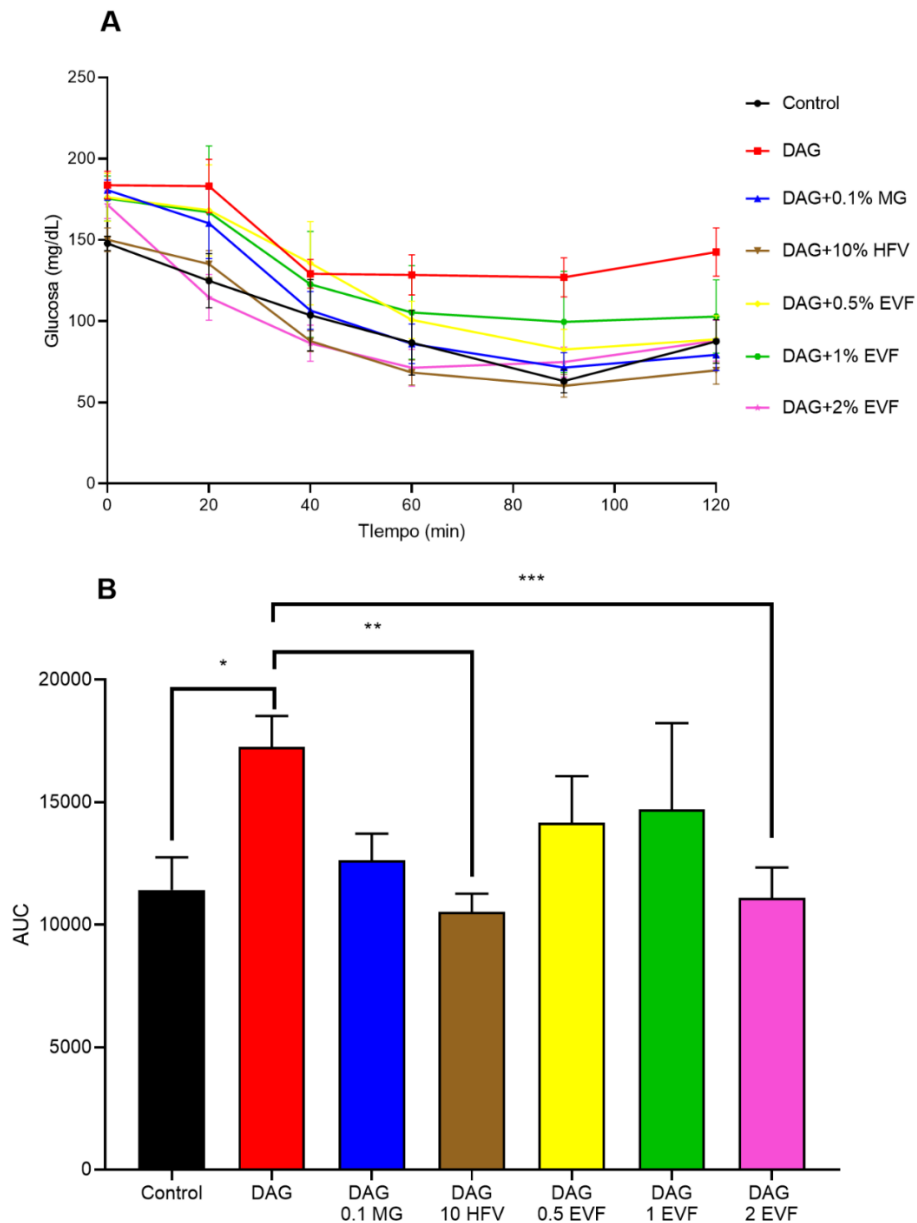 A
Glucosa (mg/dL)
250
200
150
100
50
0
0 20 40 60 80 100 120
TIempo (min)
Control
DAG
DAG+0.1% MG
DAG+10% HFV
DAG+0.5% EVF
DAG+1% EVF
DAG+2% EVF
B
***
**
*
AUC
20000
15000
10000
5000
0
Control DAG DAG DAG DAG DAG DAG
0.1 MG 10 HFV 0.5 EVF 1 EVF 2 EVF